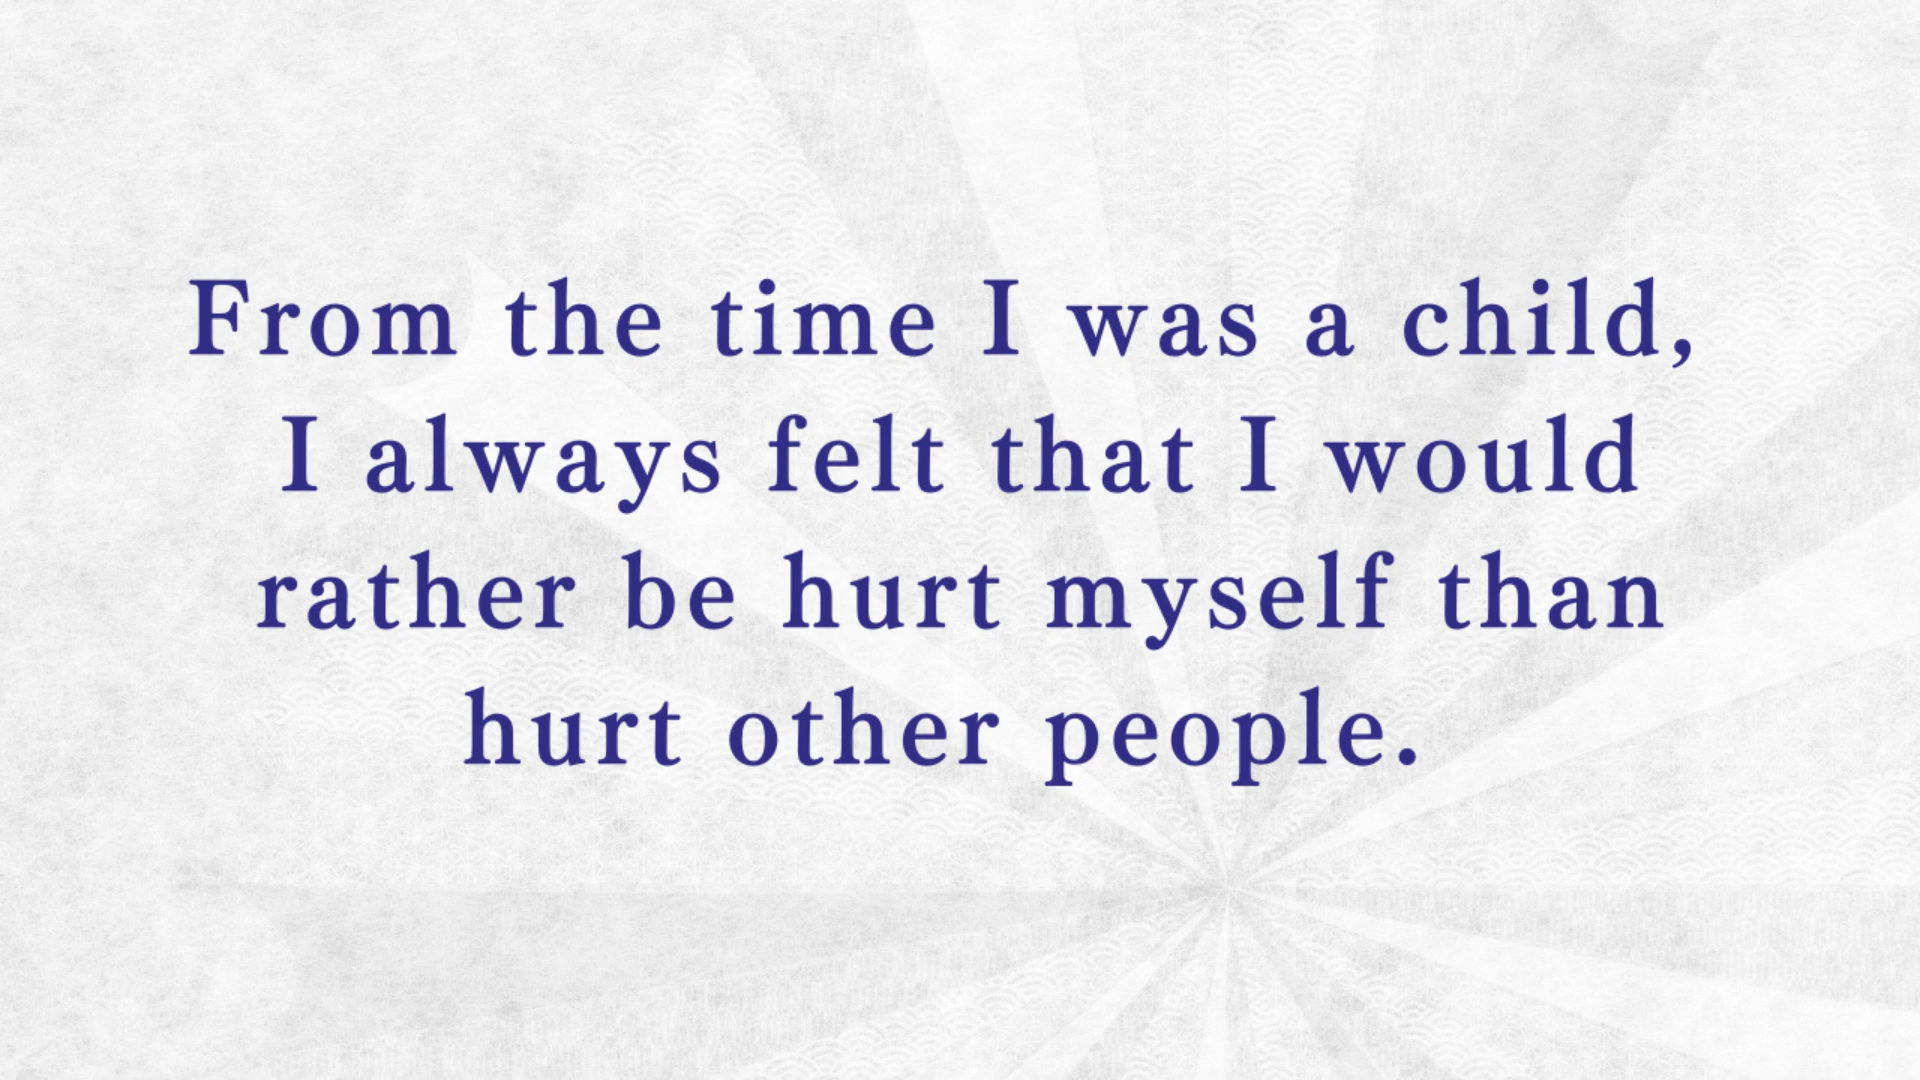 From the time I was a child,
I always felt that I would
rather be hurt myself than
hurt other people.